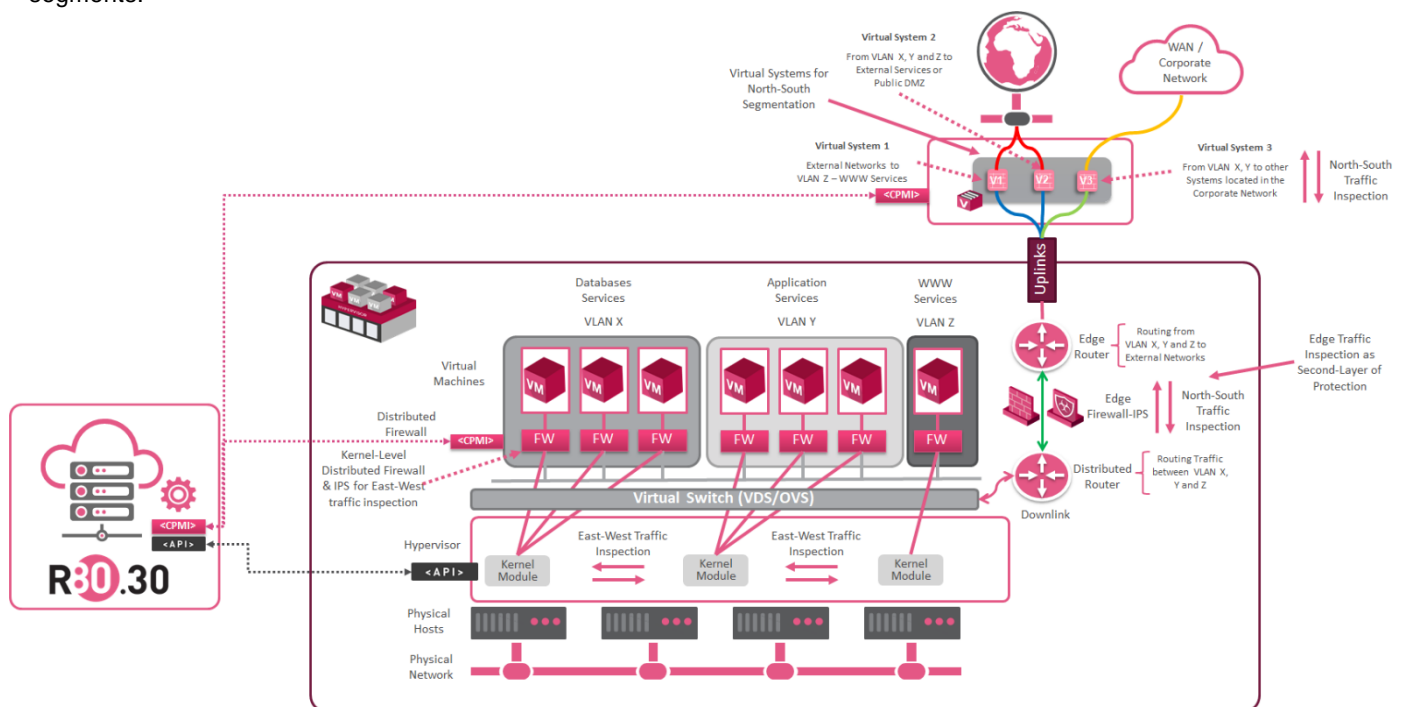 segments.
Virtual System 2
From VLAN X, Y and Z to
External Services or
Public DMZ
WAN /
Corporate
Network
Virtual Systems for
North-South
Segmentation
Virtual System 1
External Networks to
VLAN Z – WWW Services
Virtual System 3
From VLAN X, Y to other
Systems located in the
Corporate Network
North-South
Traffic
Inspection
V1
V2
V3
<CPMI>
V
Uplinks
VM
VM
VM
VM
Databases
Services
VLAN X
Application
Services
VLAN Y
WWW
Services
VLAN Z
Virtual
Machines
VM
VM
VM
VM
VM
VM
VM
Edge
Router
Routing from
VLAN X, Y and Z to
External Networks
Edge Traffic
Inspection as
Second-Layer of
Protection
Edge
Firewall-IPS
North-South
Traffic
Inspection
Distributed
Firewall
<CPMI>
FW
FW
FW
FW
FW
FW
FW
Kernel-Level
Distributed Firewall
& IPS for East-West
traffic inspection
Distributed
Router
Routing Traffic
between VLAN X,
Y and Z
Virtual Switch (VDS/OVS)
Downlink
<CPMI>
<API>
R80.30
Hypervisor
<API>
Kernel
Module
East-West Traffic
Inspection
Kernel
Module
East-West Traffic
Inspection
Kernel
Module
Physical
Hosts
Physical
Network